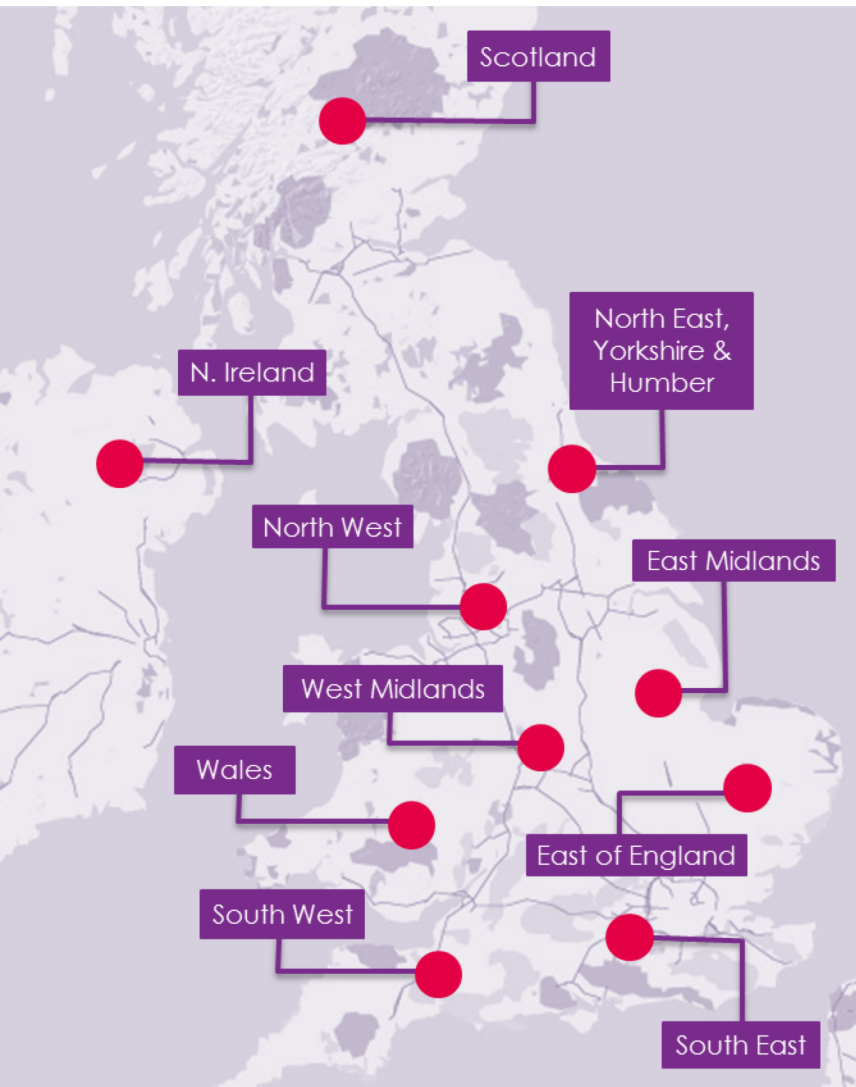 Scotland
North East,
Yorkshire &
Humber
N. Ireland
North West
East Midlands
West Midlands
Wales
East of England
South West
South East